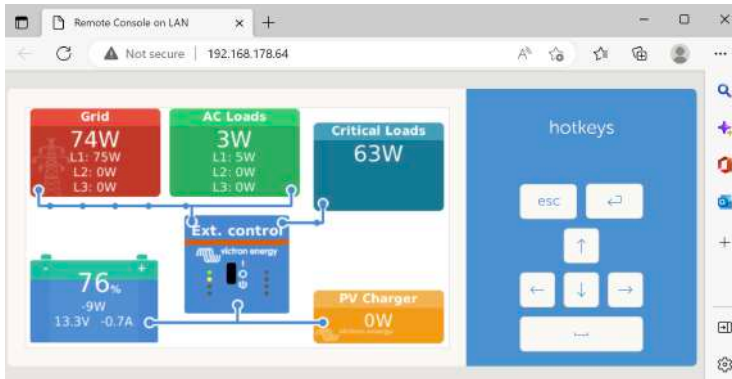 Remote Console on LAN
Not secure
192.168.178.64
Grid
74W
L1: 75W
L2: 0W
L3: 0W
AC Loads
3W
L1: 5W
L2: 0W
L3: 0W
Critical Loads
63W
Ext. control
victron energy
76%
-9W
13.3V -0.7A
PV Charger
0W
victron energy
hotkeys
esc